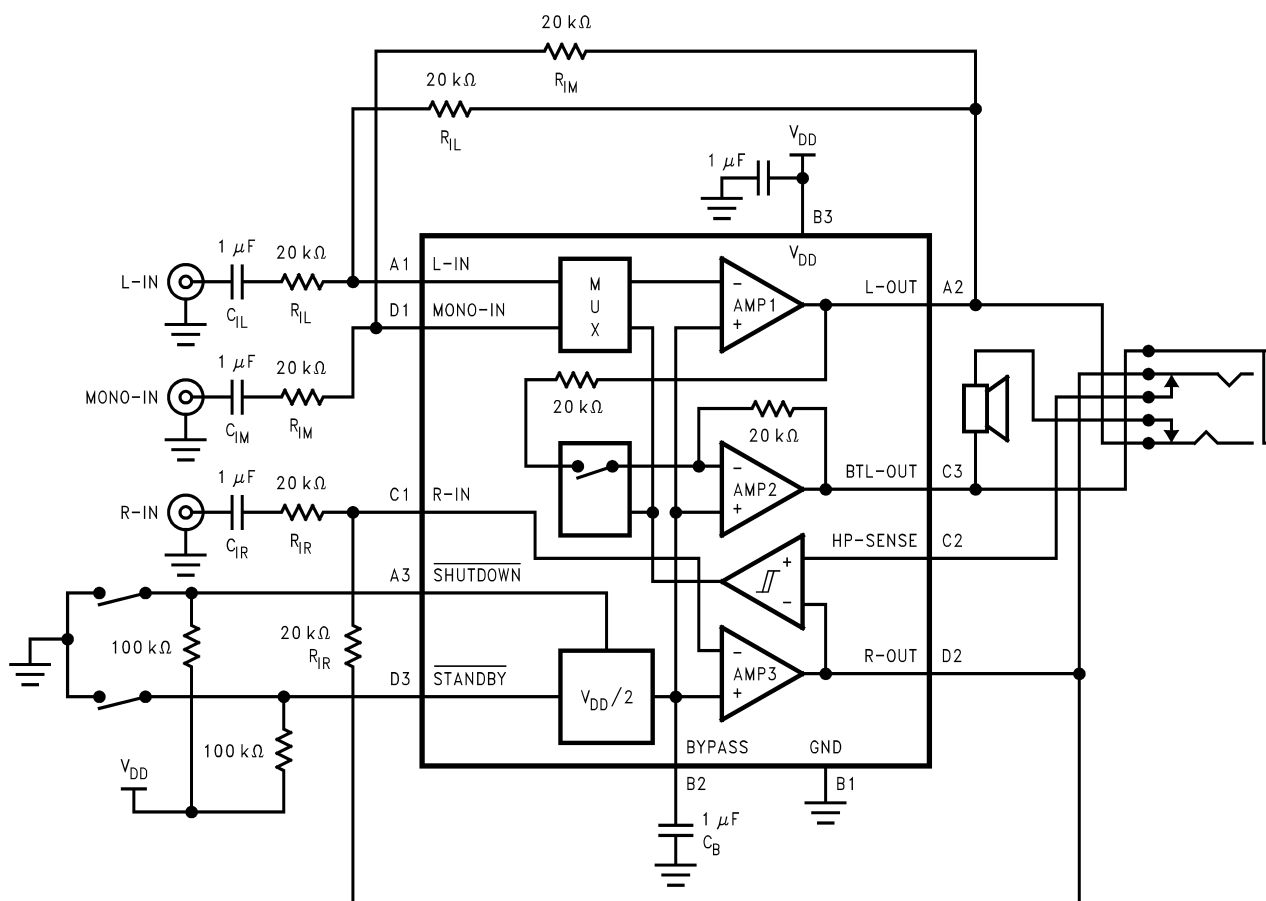 20 kΩ
R_IM
20 kΩ
R_IL
V_DD
1 μF
B3
V_DD
1 μF
20 kΩ
L-IN
C_IL
R_IL
A1
L-IN
D1
MONO-IN
M
U
X
−
AMP1
+
L-OUT
A2
1 μF
20 kΩ
MONO-IN
C_IM
R_IM
20 kΩ
20 kΩ
−
AMP2
+
BTL-OUT
C3
1 μF
20 kΩ
R-IN
C_IR
R_IR
C1
R-IN
HP-SENSE
C2
+
−
A3
SHUTDOWN
100 kΩ
20 kΩ
R_IR
D3
STANDBY
V_DD/2
−
AMP3
+
R-OUT
D2
100 kΩ
V_DD
BYPASS
GND
B2
B1
1 μF
C_B